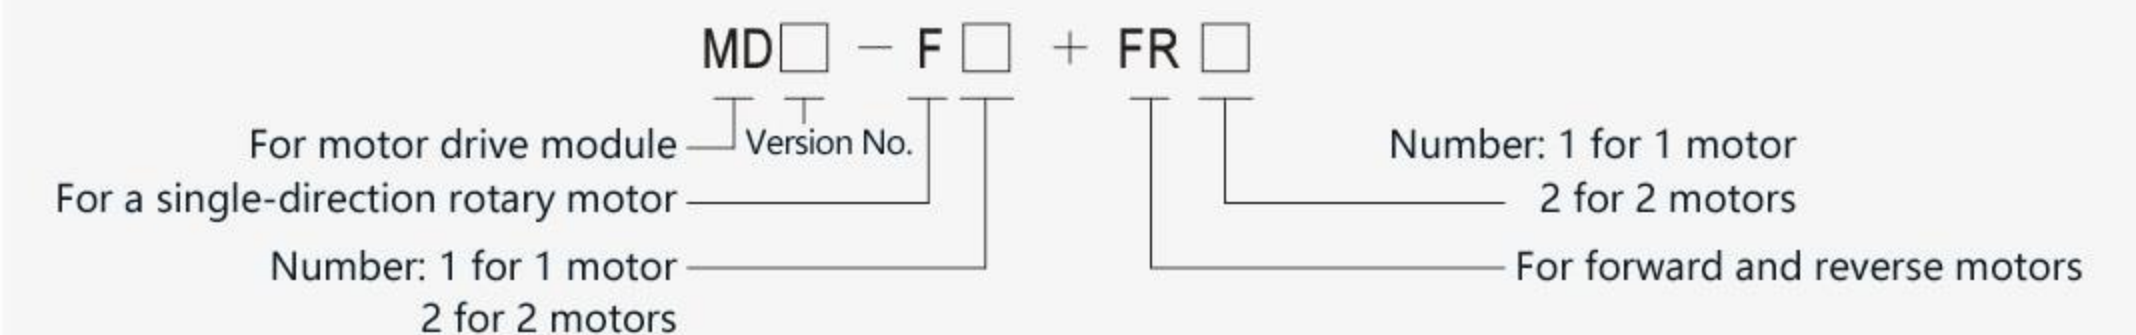 MD□ - F □ + FR □
For motor drive module
Version No.
Number: 1 for 1 motor
For a single-direction rotary motor
2 for 2 motors
Number: 1 for 1 motor
For forward and reverse motors
2 for 2 motors